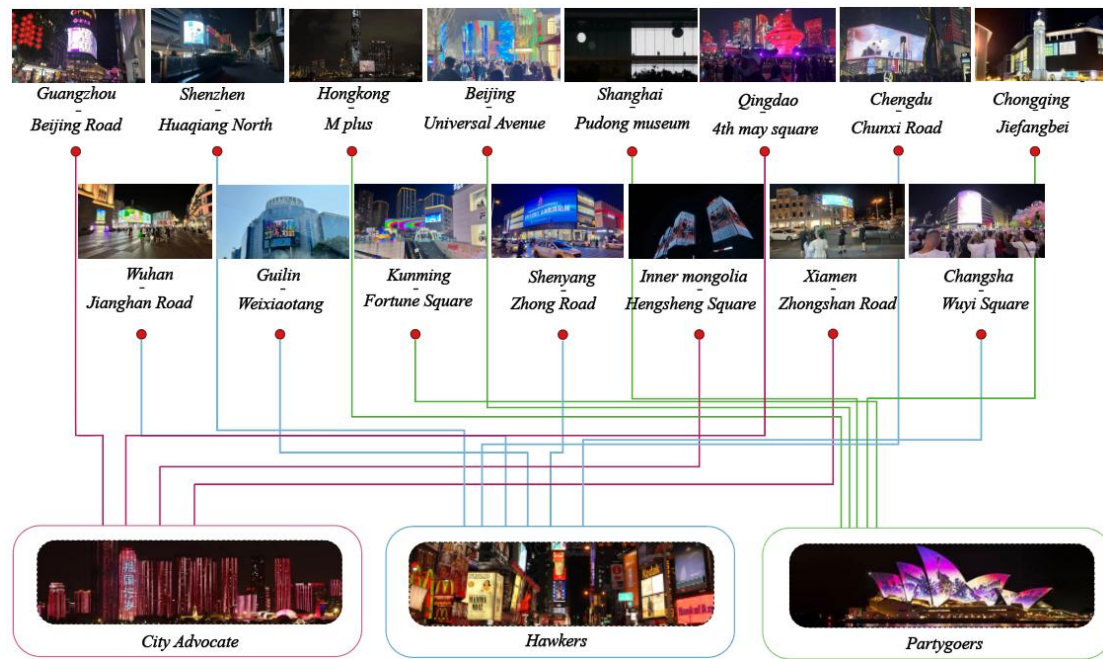 Guangzhou
-
Beijing Road
Shenzhen
-
Huaqiang North
Hongkong
-
M plus
Beijing
-
Universal Avenue
Shanghai
-
Pudong museum
Qingdao
-
4th may square
Chengdu
-
Chunxi Road
Chongqing
-
Jiefangbei
Wuhan
-
Jianghan Road
Guilin
-
Weixiaotang
Kunming
-
Fortune Square
Shenyang
-
Zhong Road
Inner mongolia
-
Hengsheng Square
Xiamen
-
Zhongshan Road
Changsha
-
Wuyi Square
City Advocate
Hawkers
Partygoers